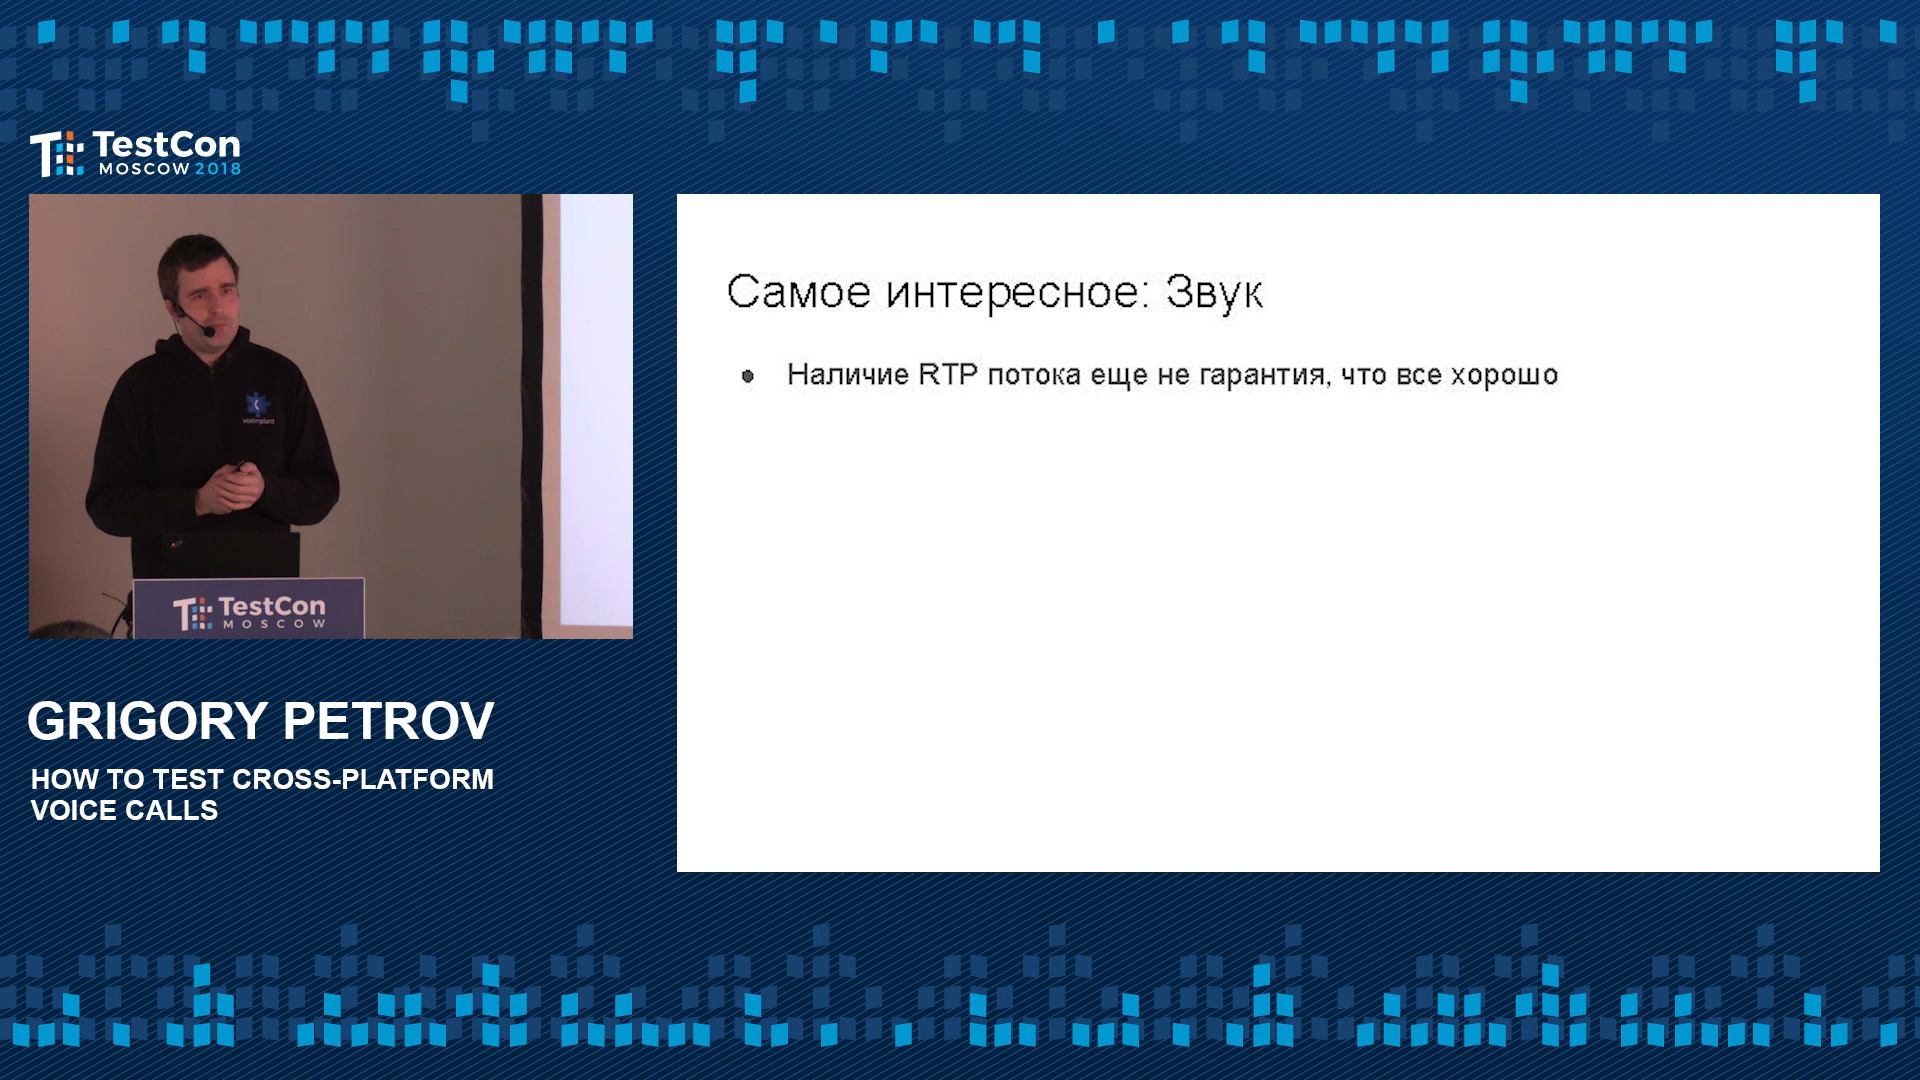 TestCon
MOSCOW 2018
voximplant
TestCon
MOSCOW
GRIGORY PETROV
HOW TO TEST CROSS-PLATFORM
VOICE CALLS
Самое интересное: Звук
● Наличие RTP потока еще не гарантия, что все хорошо